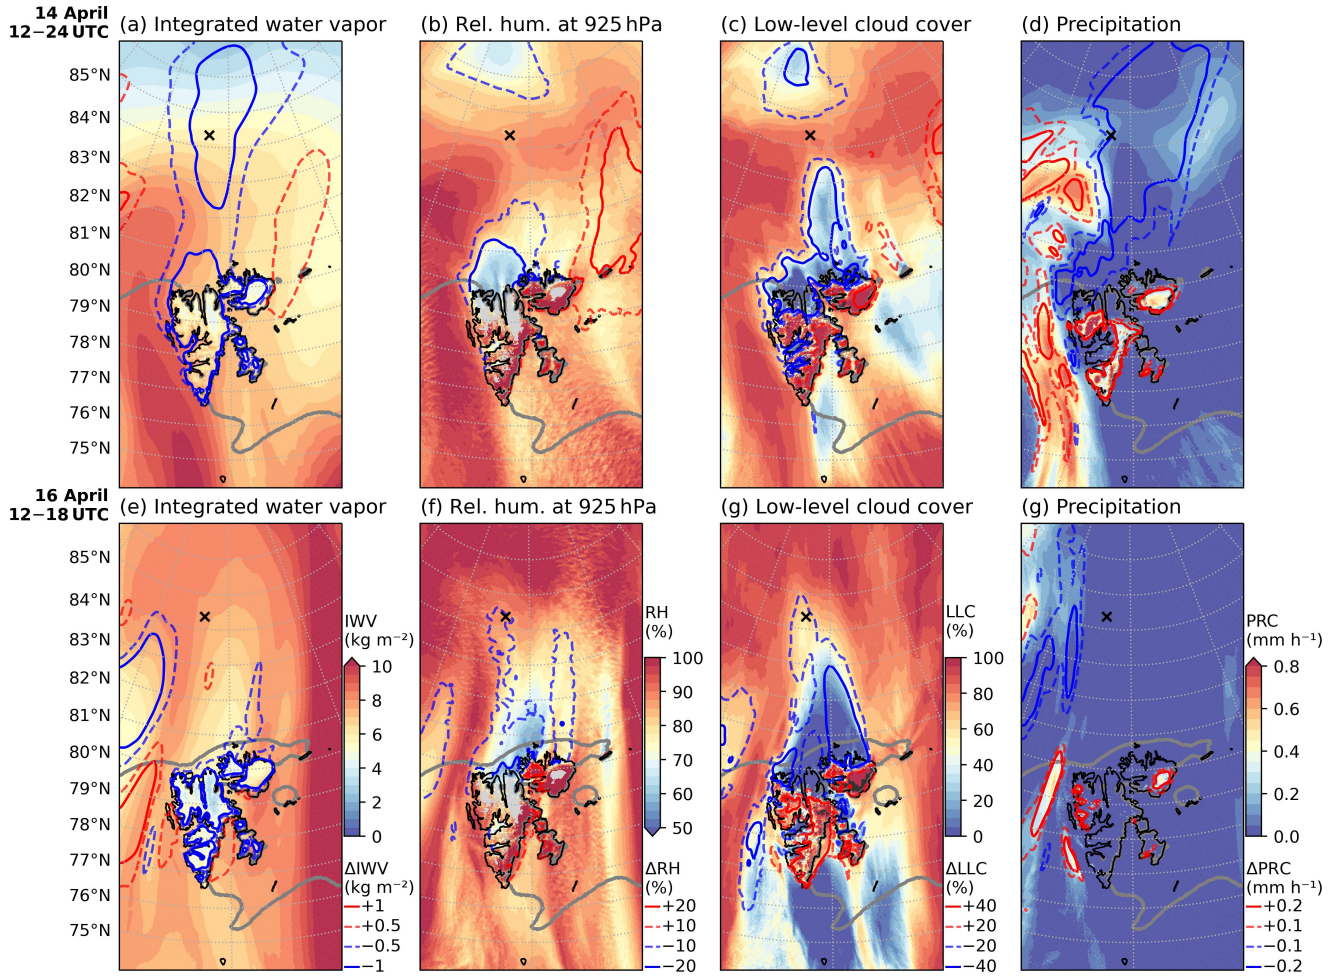 14 April
12−24 UTC
(a) Integrated water vapor
(b) Rel. hum. at 925 hPa
(c) Low-level cloud cover
(d) Precipitation
85°N
84°N
83°N
82°N
81°N
80°N
79°N
78°N
77°N
76°N
75°N
16 April
12−18 UTC
(e) Integrated water vapor
(f) Rel. hum. at 925 hPa
(g) Low-level cloud cover
(g) Precipitation
85°N
84°N
83°N
82°N
81°N
80°N
79°N
78°N
77°N
76°N
75°N
IWV
(kg m⁻²)
10
8
6
4
2
0
ΔIWV
(kg m⁻²)
+1
+0.5
−0.5
−1
RH
(%)
100
90
80
70
60
50
ΔRH
(%)
+20
+10
−10
−20
LLC
(%)
100
80
60
40
20
0
ΔLLC
(%)
+40
+20
−20
−40
PRC
(mm h⁻¹)
0.8
0.6
0.4
0.2
0.0
ΔPRC
(mm h⁻¹)
+0.2
+0.1
−0.1
−0.2